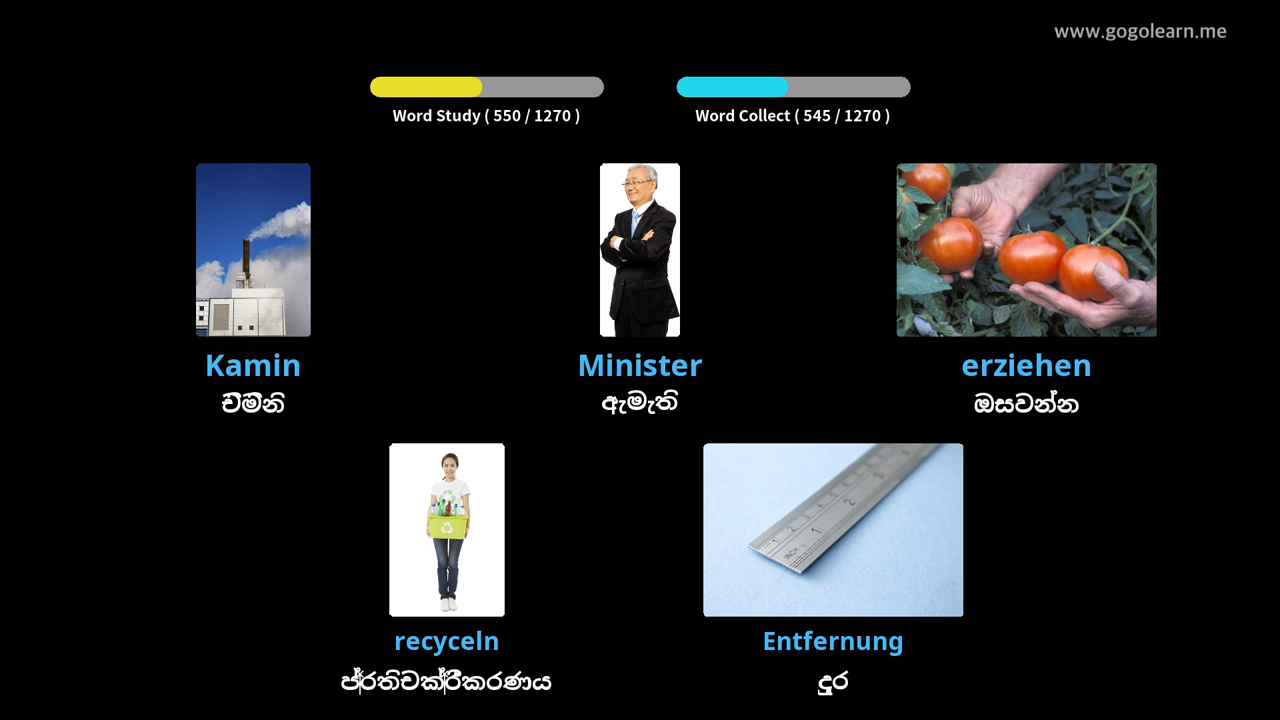 www.gogolearn.me
Word Study ( 550 / 1270 )
Word Collect ( 545 / 1270 )
Kamin
චිමිනි
Minister
ඇමැති
erziehen
ඔසවන්න
recyceln
ප්රතිචක්රීකරණය
Entfernung
දුර